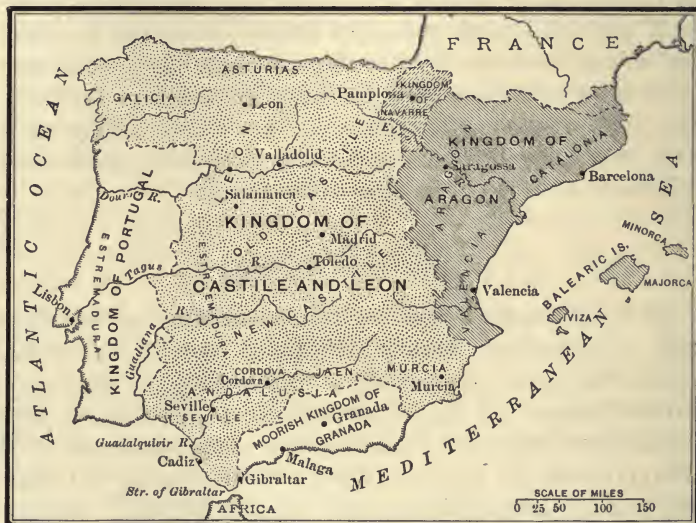 FRANCE
ATLANTIC OCEAN
ASTURIAS
GALICIA
Leon
Pamplona
KINGDOM
OF
NAVARRE
KINGDOM OF
ARAGON
ARAGON
CATALONIA
Saragossa
Barcelona
VALENCIA
Valencia
LEON
Valladolid
OLD CASTILE
Salamanca
Douro R.
KINGDOM OF
CASTILE AND LEON
Madrid
Toledo
Tagus R.
ESTREMADURA
NEW CASTILE
KINGDOM OF PORTUGAL
ESTREMADURA
Lisbon
Guadiana R.
CORDOVA
Cordova
JAEN
MURCIA
Murcia
ANDALUSIA
Seville
SEVILLE
MOORISH KINGDOM OF
Granada
GRANADA
Guadalquivir R.
Cadiz
Malaga
Gibraltar
Str. of Gibraltar
AFRICA
MEDITERRANEAN SEA
BALEARIC IS.
MINORCA
MAJORCA
IVIZA
SCALE OF MILES
0 25 50 100 150